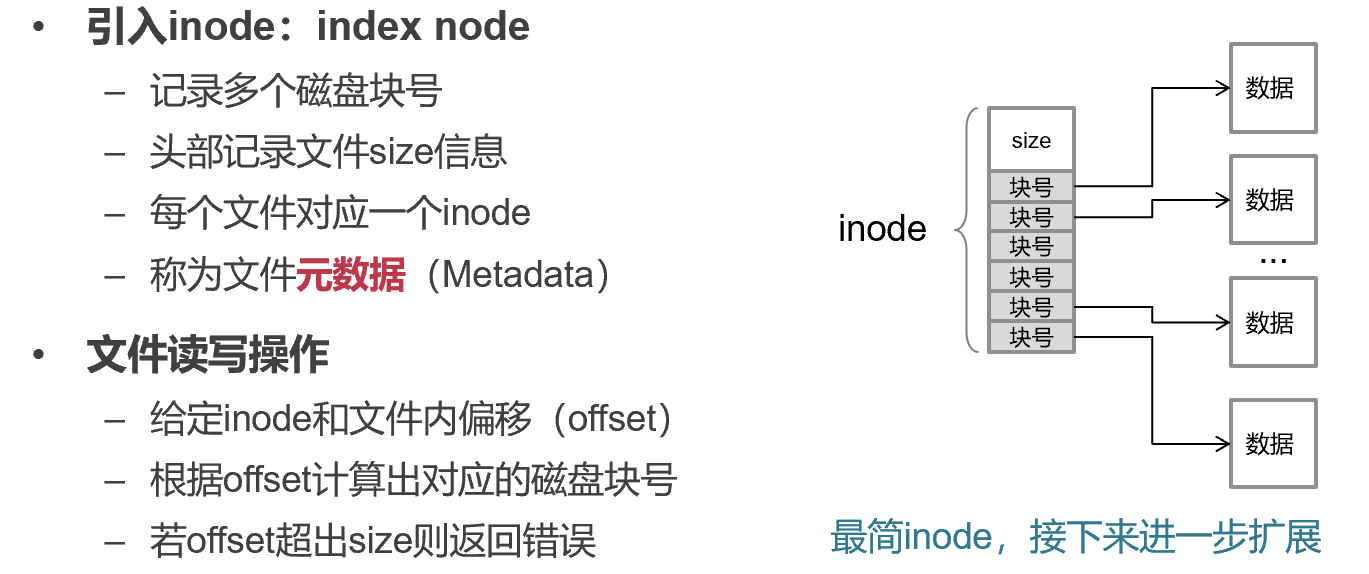 • 引入inode：index node
– 记录多个磁盘块号
– 头部记录文件size信息
– 每个文件对应一个inode
– 称为文件元数据（Metadata）
• 文件读写操作
– 给定inode和文件内偏移（offset）
– 根据offset计算出对应的磁盘块号
– 若offset超出size则返回错误
inode
size
块号
块号
块号
块号
块号
块号
数据
数据
...
数据
数据
最简inode，接下来进一步扩展